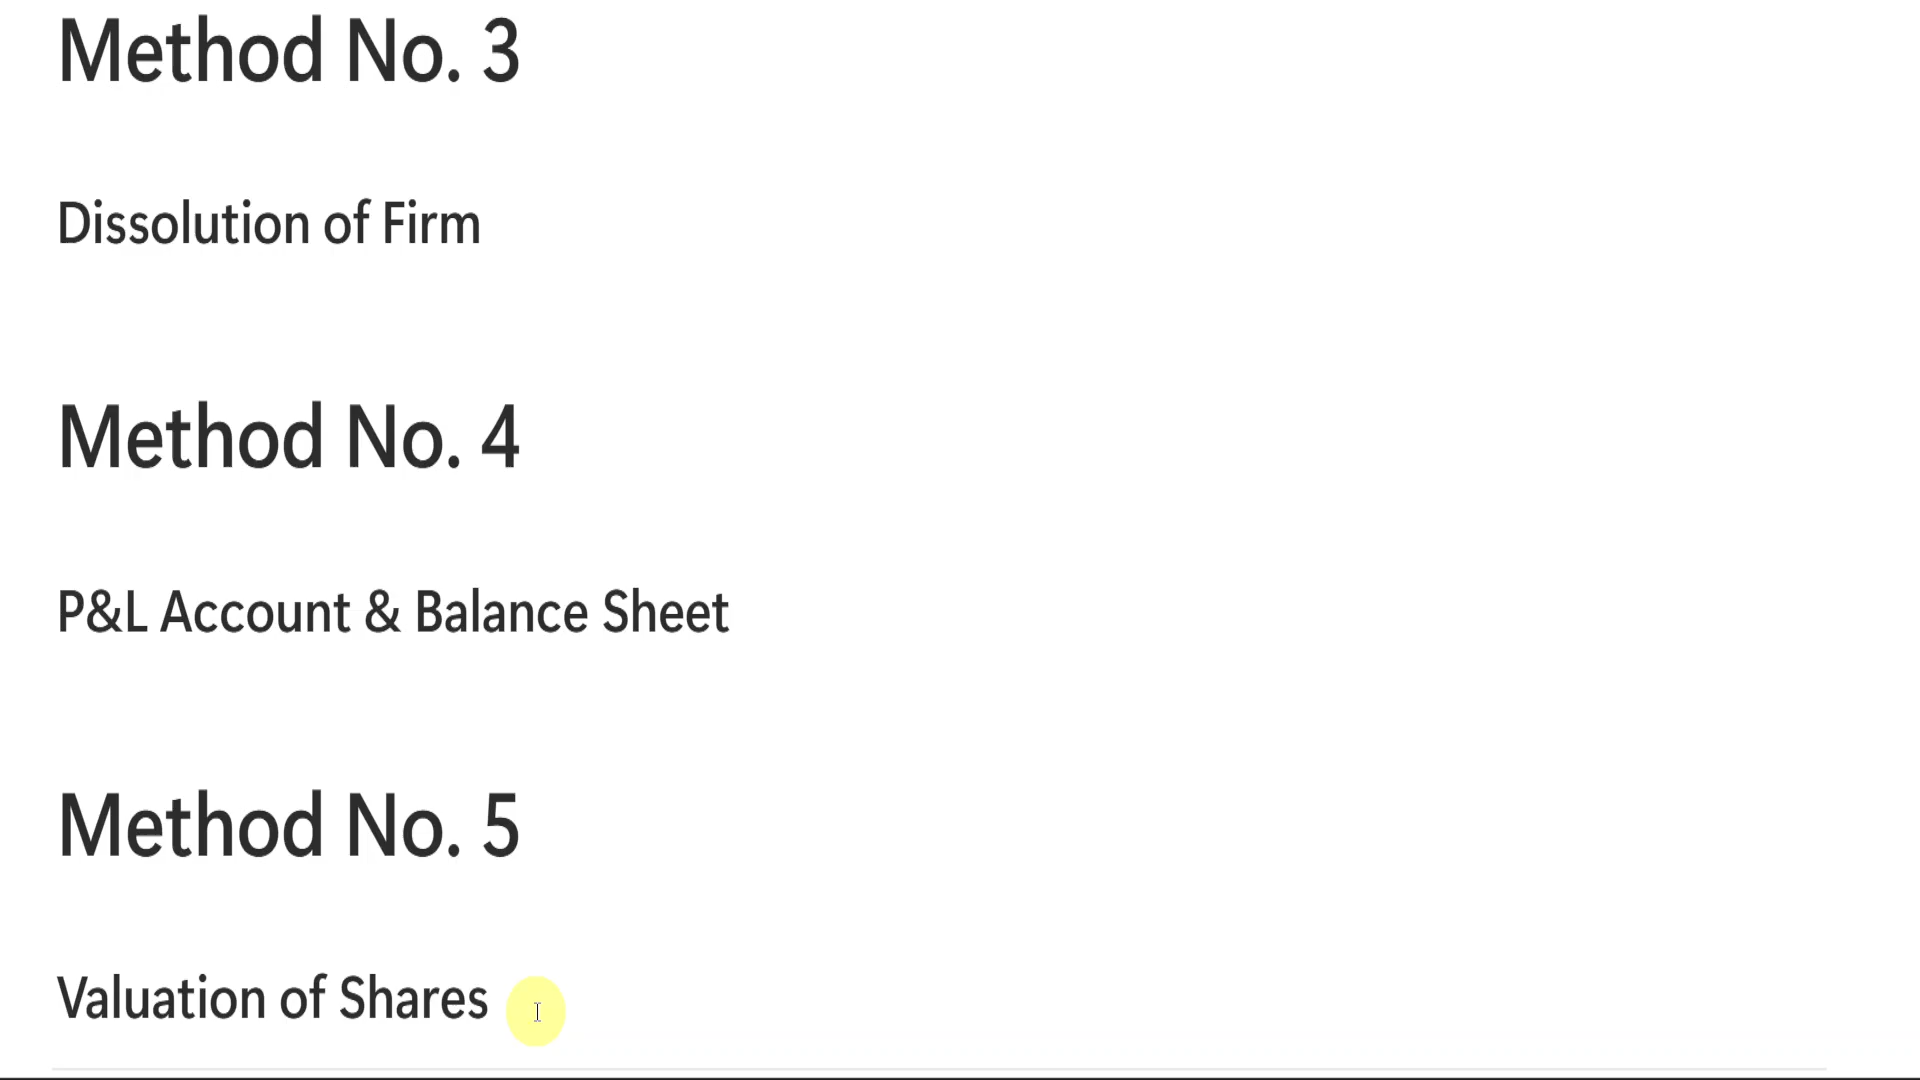 Method No. 3
Dissolution of Firm
Method No. 4
P&L Account & Balance Sheet
Method No. 5
Valuation of Shares